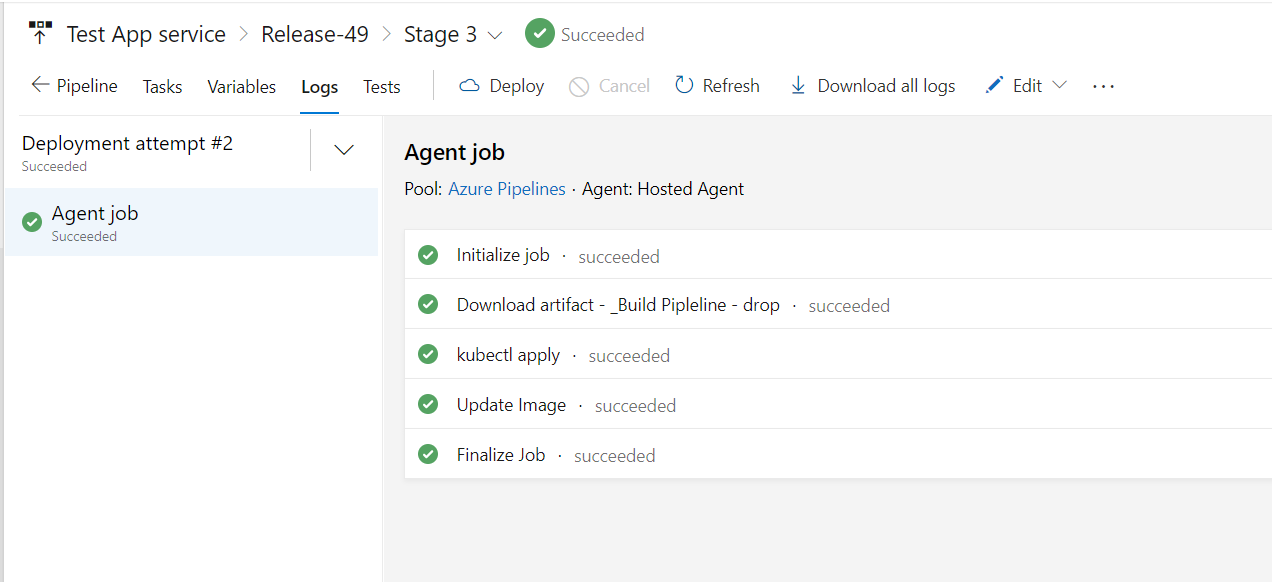 Test App service > Release-49 > Stage 3 Succeeded
Pipeline Tasks Variables Logs Tests Deploy Cancel Refresh Download all logs Edit ...
Deployment attempt #2
Succeeded
Agent job
Succeeded
Agent job
Pool: Azure Pipelines · Agent: Hosted Agent
Initialize job · succeeded
Download artifact - _Build Pipleline - drop · succeeded
kubectl apply · succeeded
Update Image · succeeded
Finalize Job · succeeded